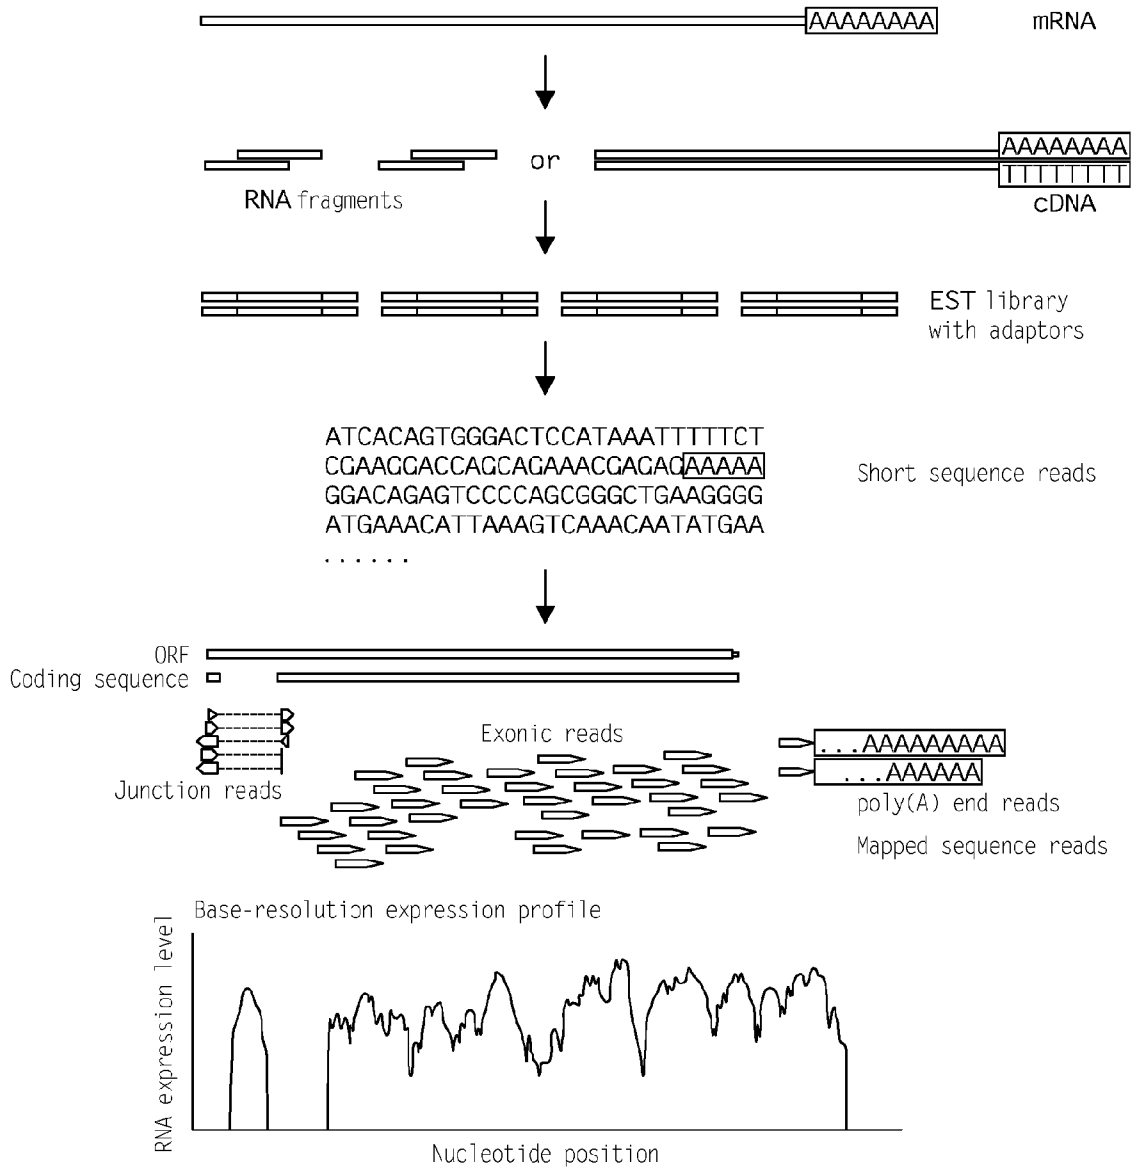 AAAAAAAA mRNA
AAAAAAAA
or
TTTTTTTT
RNA fragments cDNA
EST library
with adaptors
ATCACAGTGGGACTCCATAAATTTTTCT
CGAAGGACCAGCAGAAACGAGAGAAAAA
Short sequence reads
GGACAGAGTCCCCAGCGGGCTGAAGGGG
ATGAAACATTAAAGTCAAACAATATGAA
......
ORF
Coding sequence
Exonic reads
...AAAAAAAAA
...AAAAAA
Junction reads
poly(A) end reads
Mapped sequence reads
Base-resolution expression profile
RNA expression level
Nucleotide position